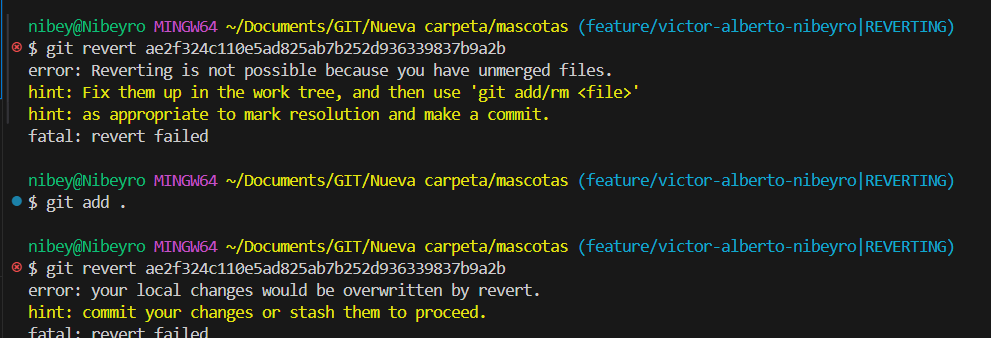 nibey@Nibeyro MINGW64 ~/Documents/GIT/Nueva carpeta/mascotas (feature/victor-alberto-nibeyro|REVERTING)
$ git revert ae2f324c110e5ad825ab7b252d936339837b9a2b
error: Reverting is not possible because you have unmerged files.
hint: Fix them up in the work tree, and then use 'git add/rm <file>'
hint: as appropriate to mark resolution and make a commit.
fatal: revert failed
nibey@Nibeyro MINGW64 ~/Documents/GIT/Nueva carpeta/mascotas (feature/victor-alberto-nibeyro|REVERTING)
$ git add .
nibey@Nibeyro MINGW64 ~/Documents/GIT/Nueva carpeta/mascotas (feature/victor-alberto-nibeyro|REVERTING)
$ git revert ae2f324c110e5ad825ab7b252d936339837b9a2b
error: your local changes would be overwritten by revert.
hint: commit your changes or stash them to proceed.
fatal: revert failed